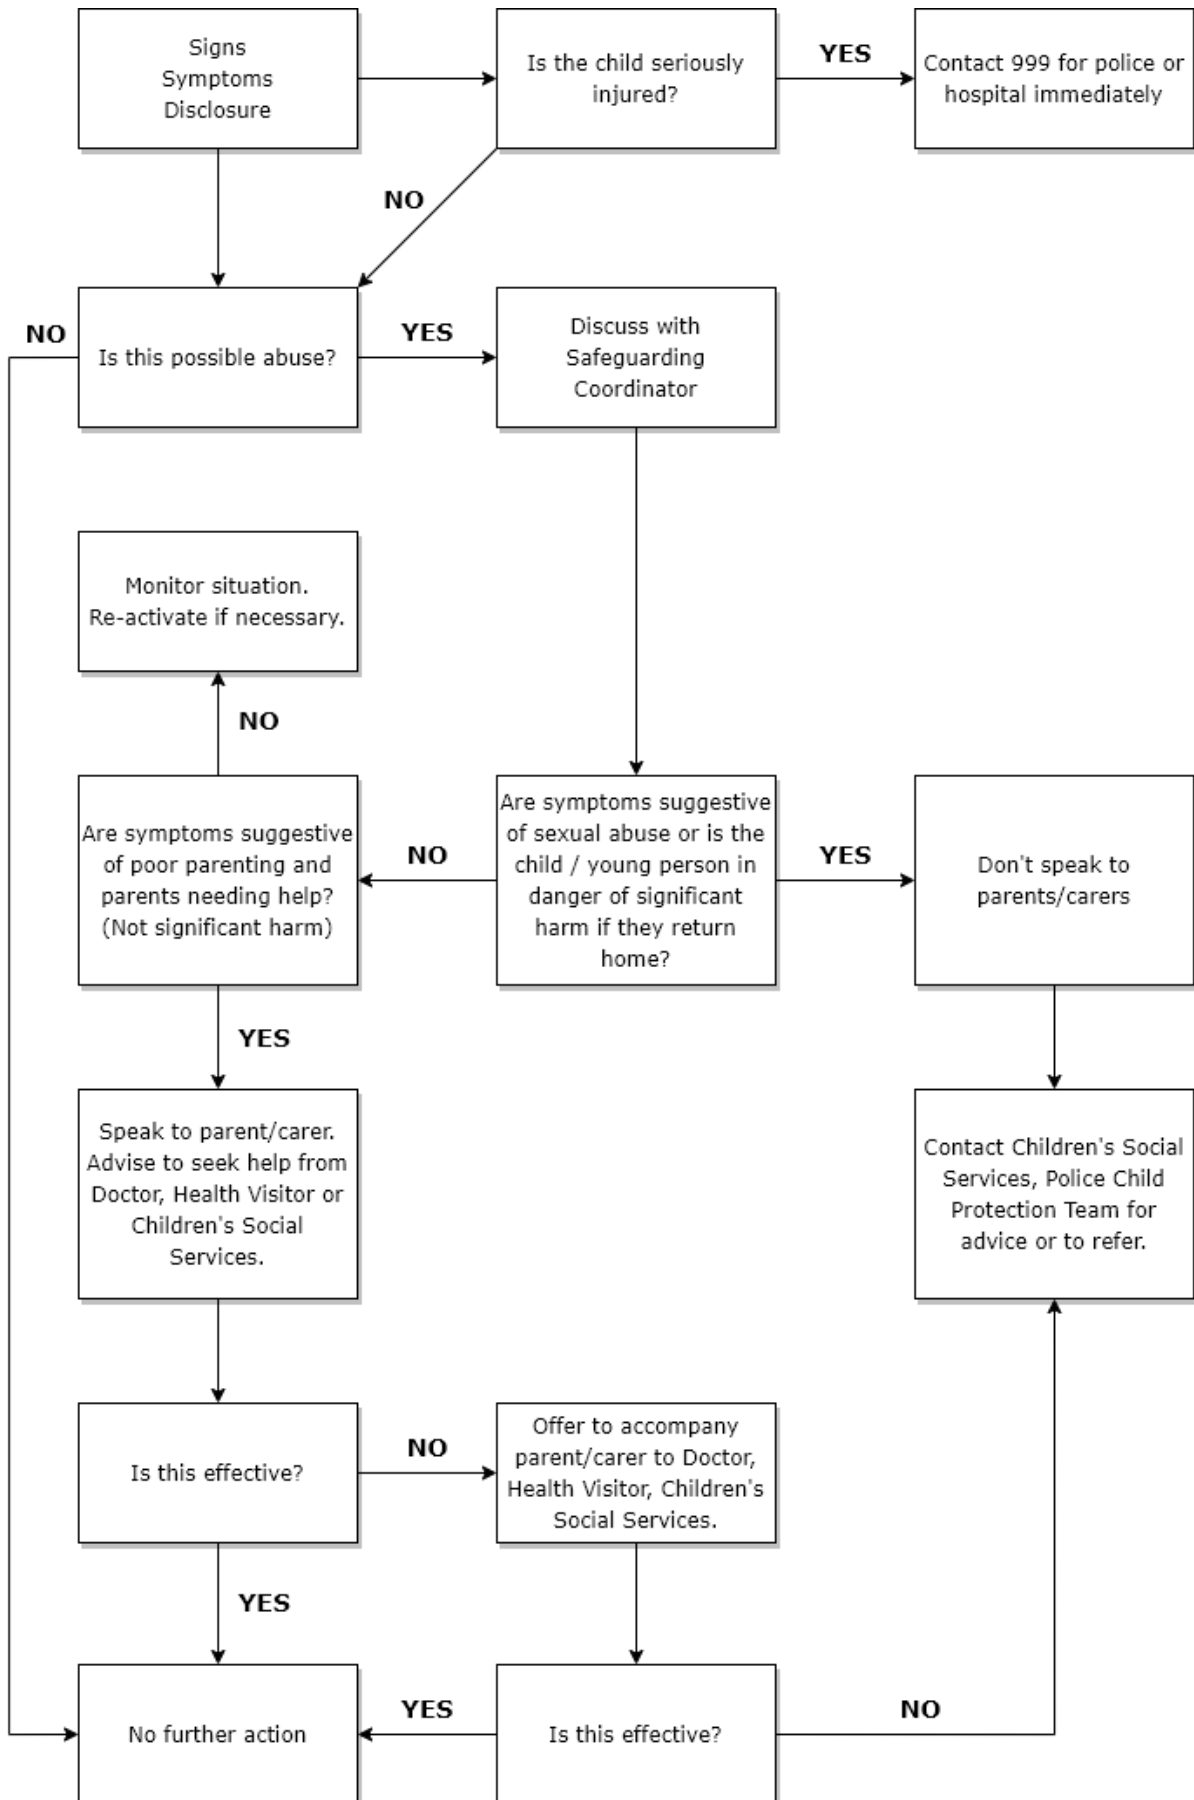 Signs
Symptoms
Disclosure
Is the child seriously
injured?
YES
Contact 999 for police or
hospital immediately
NO
NO
Is this possible abuse?
YES
Discuss with
Safeguarding
Coordinator
Monitor situation.
Re-activate if necessary.
NO
Are symptoms suggestive
of poor parenting and
parents needing help?
(Not significant harm)
NO
Are symptoms suggestive
of sexual abuse or is the
child / young person in
danger of significant
harm if they return
home?
YES
Don't speak to
parents/carers
YES
Speak to parent/carer.
Advise to seek help from
Doctor, Health Visitor or
Children's Social
Services.
Contact Children's Social
Services, Police Child
Protection Team for
advice or to refer.
Is this effective?
NO
Offer to accompany
parent/carer to Doctor,
Health Visitor, Children's
Social Services.
YES
No further action
YES
Is this effective?
NO